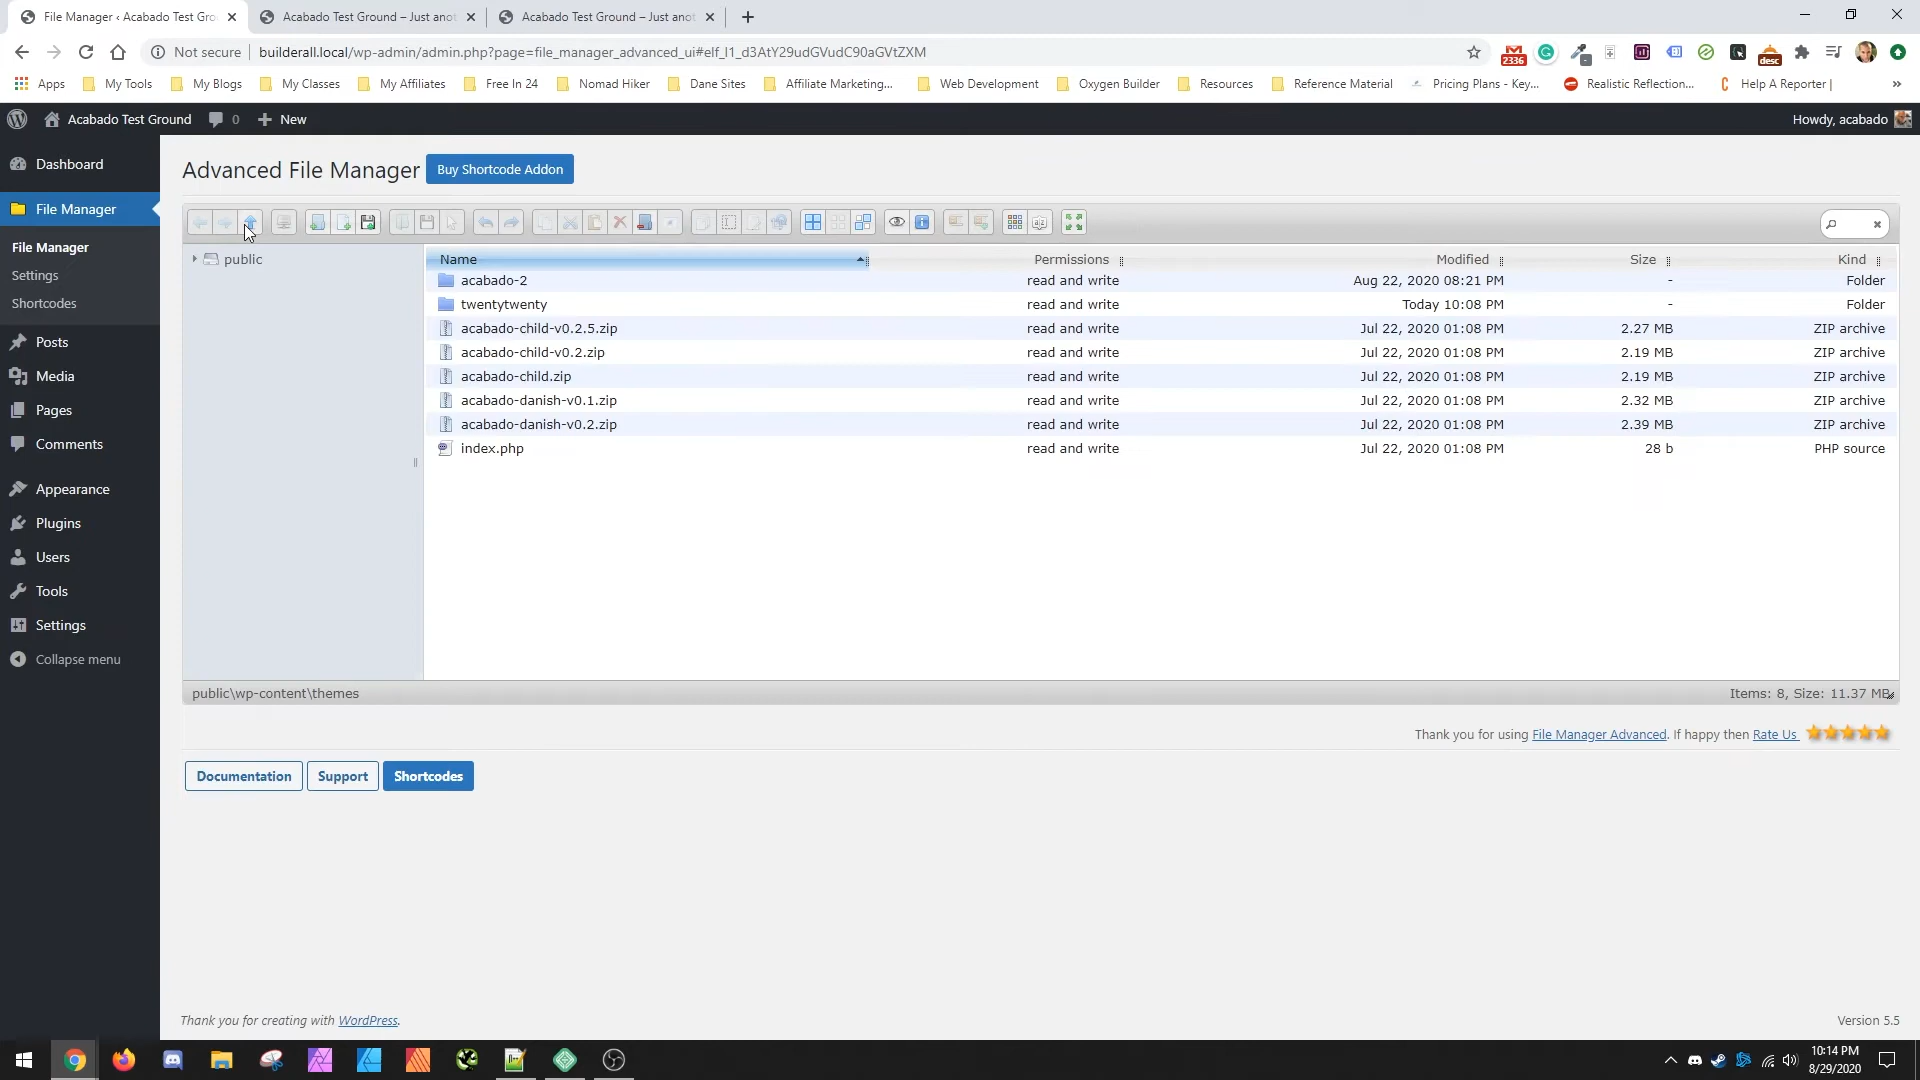 File Manager ‹ Acabado Test Gro
Acabado Test Ground – Just anot
Acabado Test Ground – Just anot
Not secure
builderall.local/wp-admin/admin.php?page=file_manager_advanced_ui#elf_l1_d3AtY29udGVudC90aGVtZXM
2336
desc
Apps
My Tools
My Blogs
My Classes
My Affiliates
Free In 24
Nomad Hiker
Dane Sites
Affiliate Marketing...
Web Development
Oxygen Builder
Resources
Reference Material
Pricing Plans - Key...
Realistic Reflection...
Help A Reporter |
Acabado Test Ground
0
New
Howdy, acabado
Dashboard
File Manager
File Manager
Settings
Shortcodes
Posts
Media
Pages
Comments
Appearance
Plugins
Users
Tools
Settings
Collapse menu
Advanced File Manager
Buy Shortcode Addon
public
Name Permissions Modified Size Kind
acabado-2 read and write Aug 22, 2020 08:21 PM - Folder
twentytwenty read and write Today 10:08 PM - Folder
acabado-child-v0.2.5.zip read and write Jul 22, 2020 01:08 PM 2.27 MB ZIP archive
acabado-child-v0.2.zip read and write Jul 22, 2020 01:08 PM 2.19 MB ZIP archive
acabado-child.zip read and write Jul 22, 2020 01:08 PM 2.19 MB ZIP archive
acabado-danish-v0.1.zip read and write Jul 22, 2020 01:08 PM 2.32 MB ZIP archive
acabado-danish-v0.2.zip read and write Jul 22, 2020 01:08 PM 2.39 MB ZIP archive
index.php read and write Jul 22, 2020 01:08 PM 28 b PHP source
public\wp-content\themes
Items: 8, Size: 11.37 MB
Thank you for using File Manager Advanced. If happy then Rate Us
Documentation
Support
Shortcodes
Thank you for creating with WordPress.
Version 5.5
10:14 PM
8/29/2020